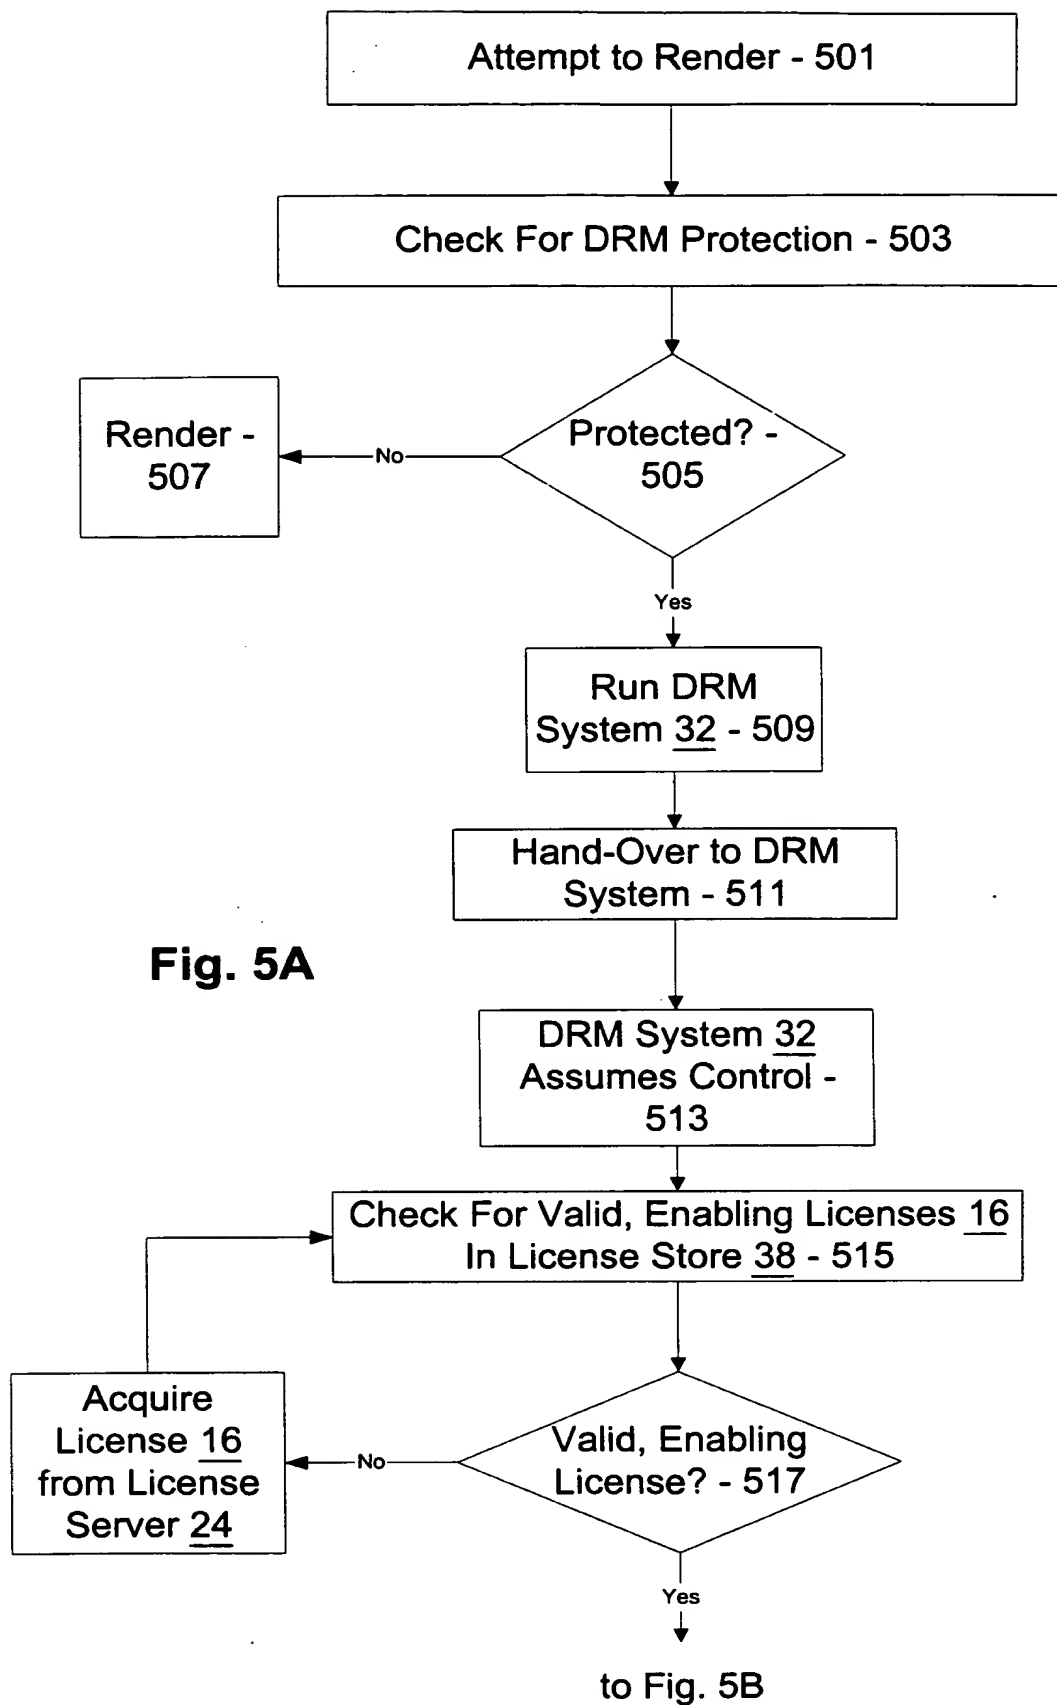 Attempt to Render - 501
Check For DRM Protection - 503
Protected? -
505
No
Render -
507
Yes
Run DRM
System 32 - 509
Hand-Over to DRM
System - 511
Fig. 5A
DRM System 32
Assumes Control -
513
Check For Valid, Enabling Licenses 16
In License Store 38 - 515
Valid, Enabling
License? - 517
No
Acquire
License 16
from License
Server 24
Yes
to Fig. 5B